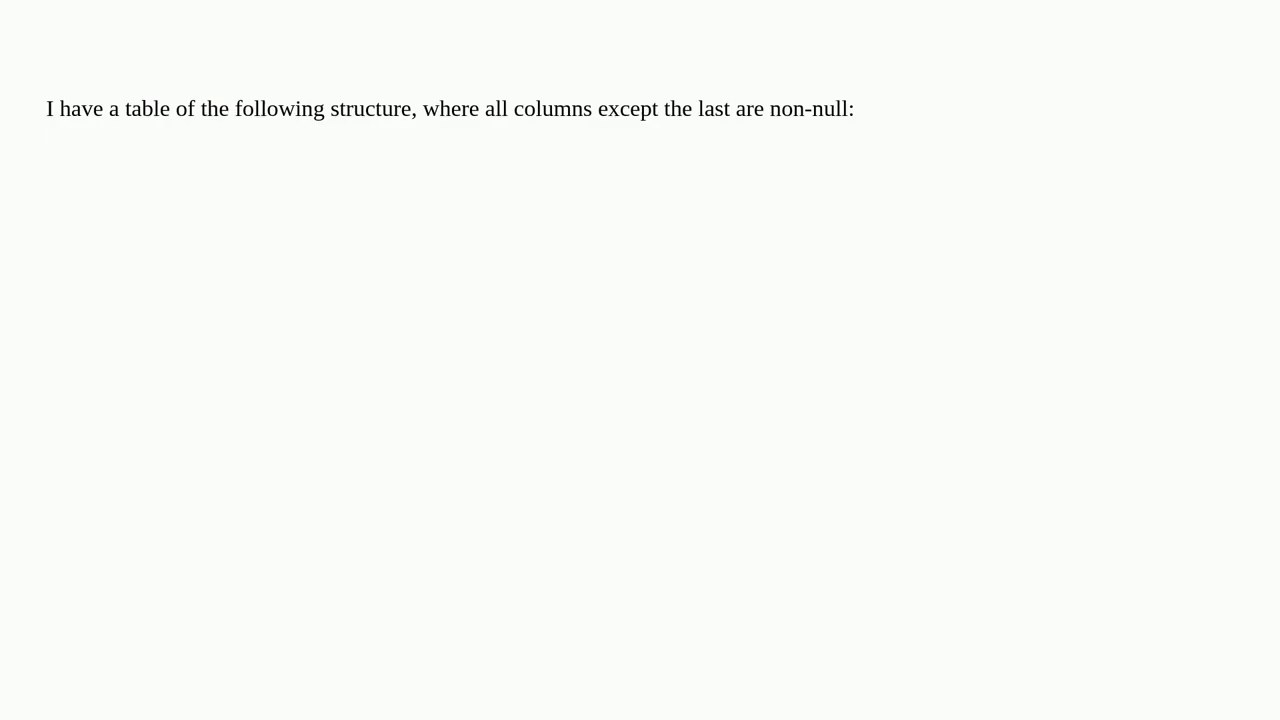 I have a table of the following structure, where all columns except the last are non-null: